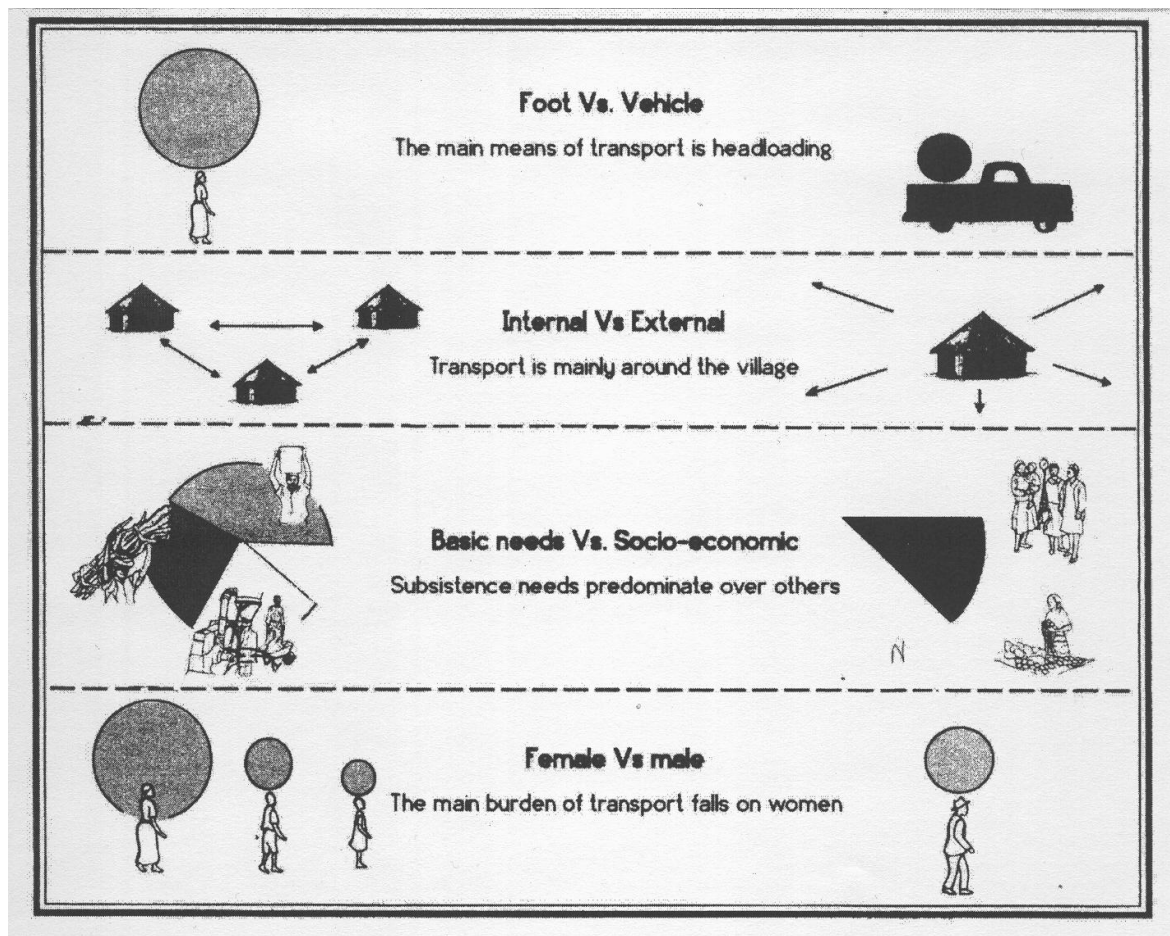 Foot Vs. Vehicle
The main means of transport is headloading
Internal Vs External
Transport is mainly around the village
Basic needs Vs. Socio-economic
Subsistence needs predominate over others
Female Vs male
The main burden of transport falls on women